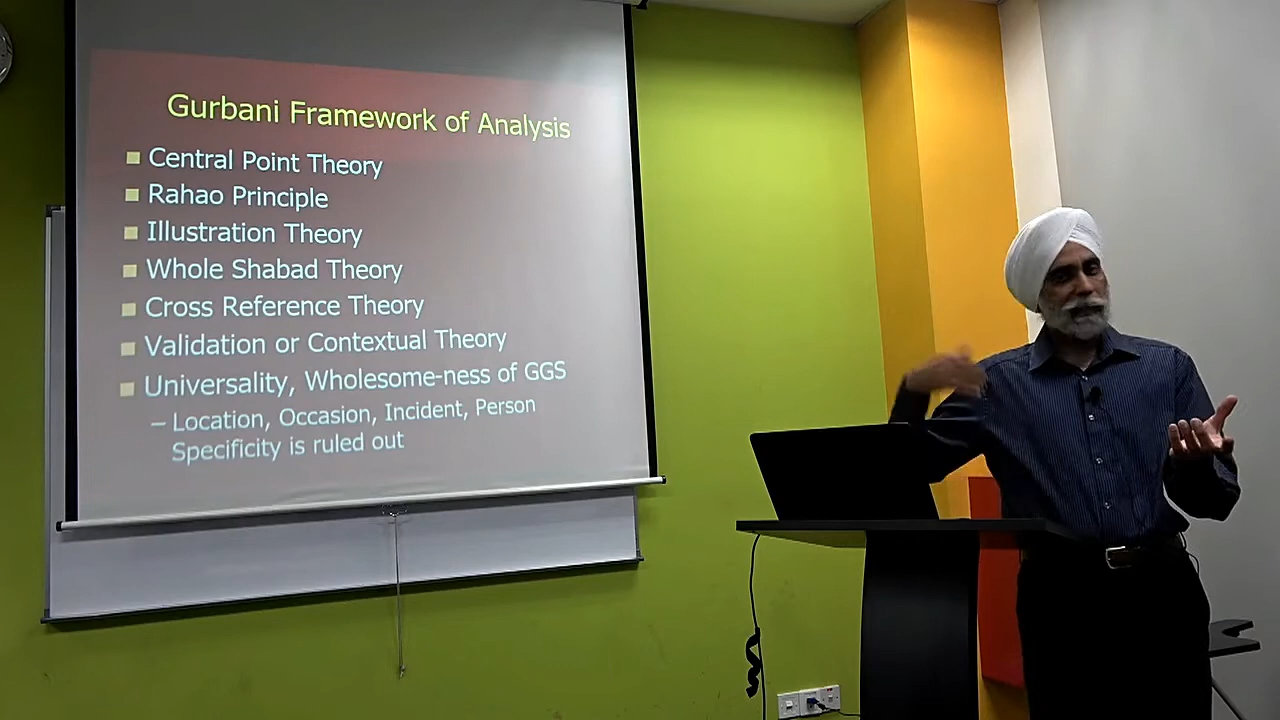 Gurbani Framework of Analysis
Central Point Theory
Rahao Principle
Illustration Theory
Whole Shabad Theory
Cross Reference Theory
Validation or Contextual Theory
Universality, Wholesome-ness of GGS
– Location, Occasion, Incident, Person
Specificity is ruled out